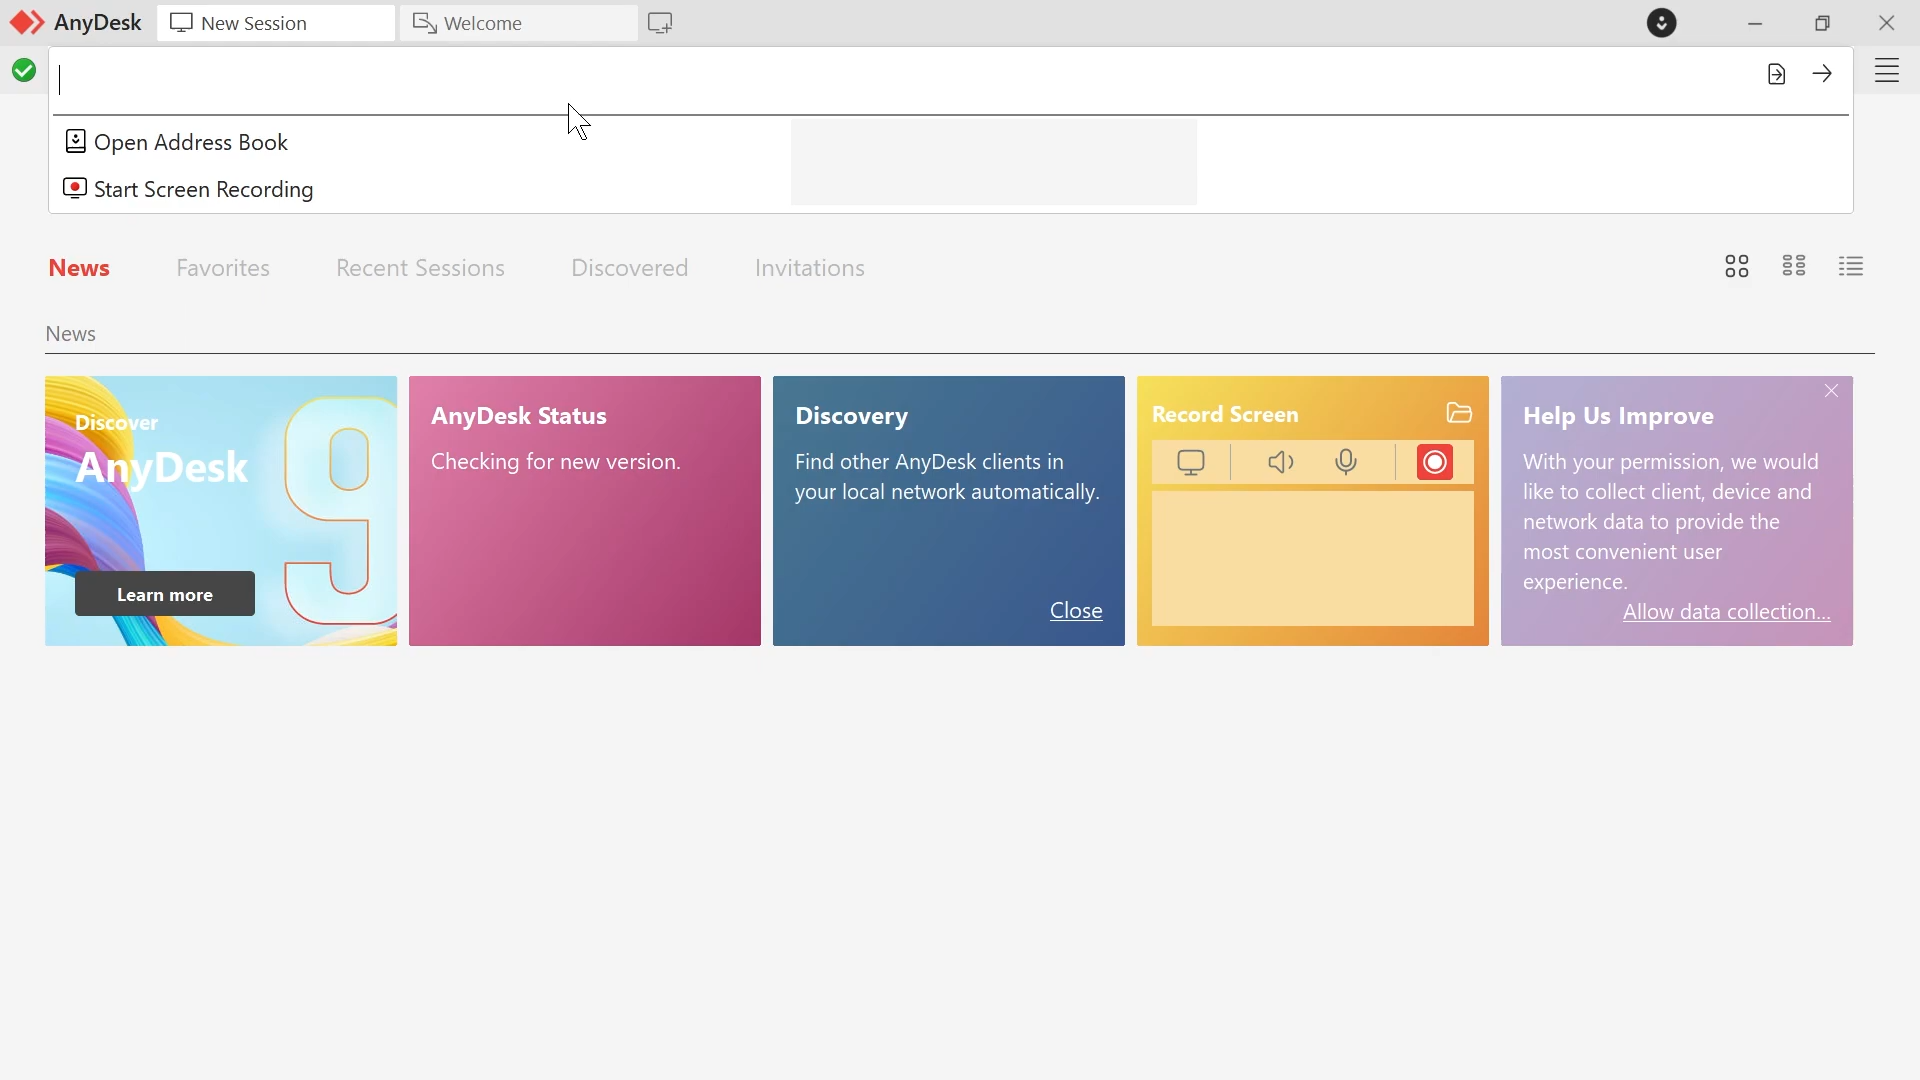 AnyDesk
New Session
Welcome
Open Address Book
Start Screen Recording
News
Favorites
Recent Sessions
Discovered
Invitations
News
Discover
AnyDesk
9
Learn more
AnyDesk Status
Checking for new version.
Discovery
Find other AnyDesk clients in
your local network automatically.
Close
Record Screen
Help Us Improve
With your permission, we would
like to collect client, device and
network data to provide the
most convenient user
experience.
Allow data collection...